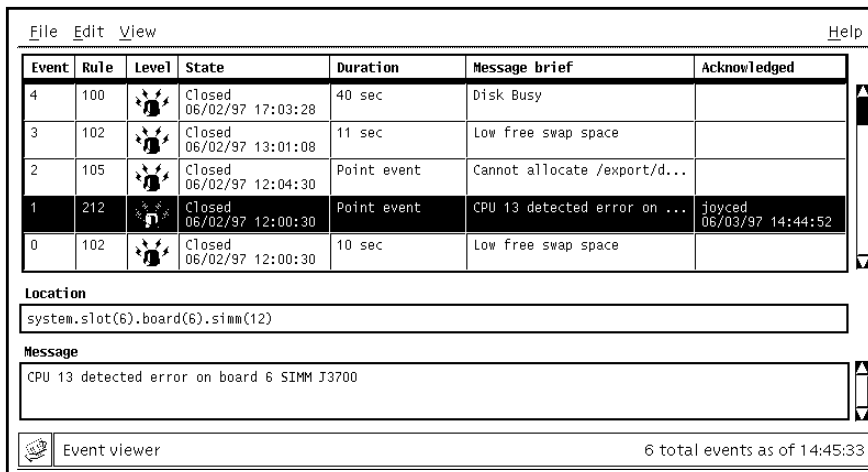 File Edit View Help
Event Rule Level State Duration Message brief Acknowledged
4 100 Closed 06/02/97 17:03:28 40 sec Disk Busy
3 102 Closed 06/02/97 13:01:08 11 sec Low free swap space
2 105 Closed 06/02/97 12:04:30 Point event Cannot allocate /export/d...
1 212 Closed 06/02/97 12:00:30 Point event CPU 13 detected error on ... joyced 06/03/97 14:44:52
0 102 Closed 06/02/97 12:00:30 10 sec Low free swap space
Location
system.slot(6).board(6).simm(12)
Message
CPU 13 detected error on board 6 SIMM J3700
Event viewer 6 total events as of 14:45:33